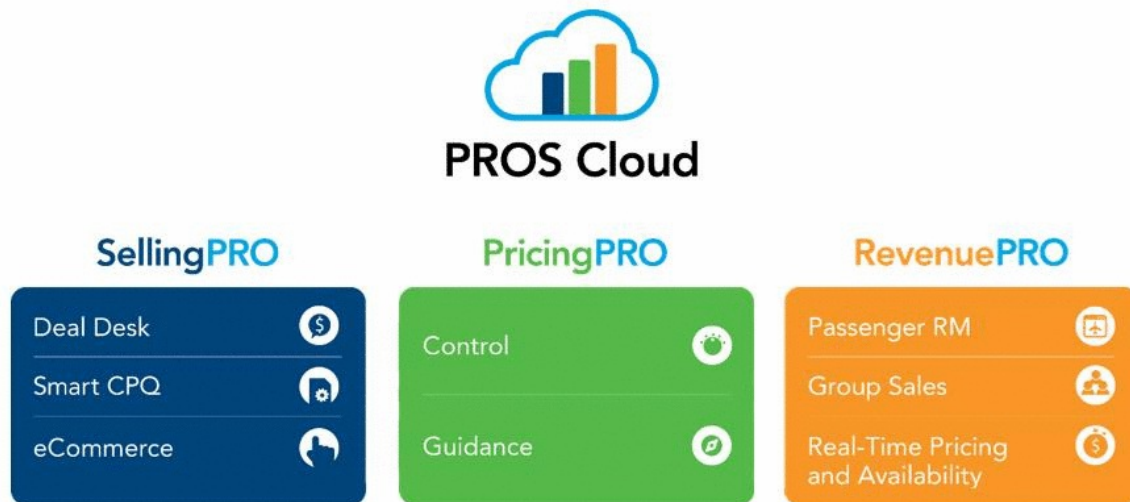 PROS Cloud
SellingPRO
Deal Desk
Smart CPQ
eCommerce
PricingPRO
Control
Guidance
RevenuePRO
Passenger RM
Group Sales
Real-Time Pricing
and Availability